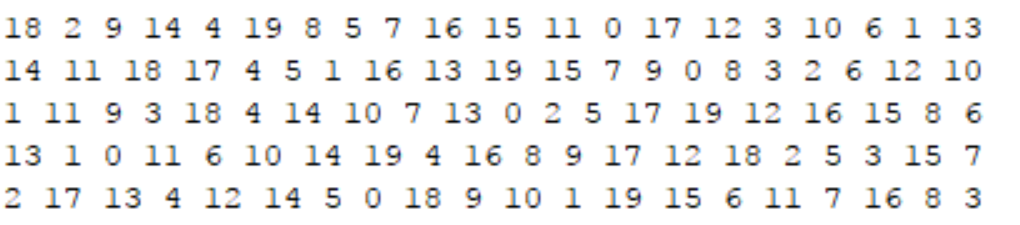 18 2 9 14 4 19 8 5 7 16 15 11 0 17 12 3 10 6 1 13
14 11 18 17 4 5 1 16 13 19 15 7 9 0 8 3 2 6 12 10
1 11 9 3 18 4 14 10 7 13 0 2 5 17 19 12 16 15 8 6
13 1 0 11 6 10 14 19 4 16 8 9 17 12 18 2 5 3 15 7
2 17 13 4 12 14 5 0 18 9 10 1 19 15 6 11 7 16 8 3